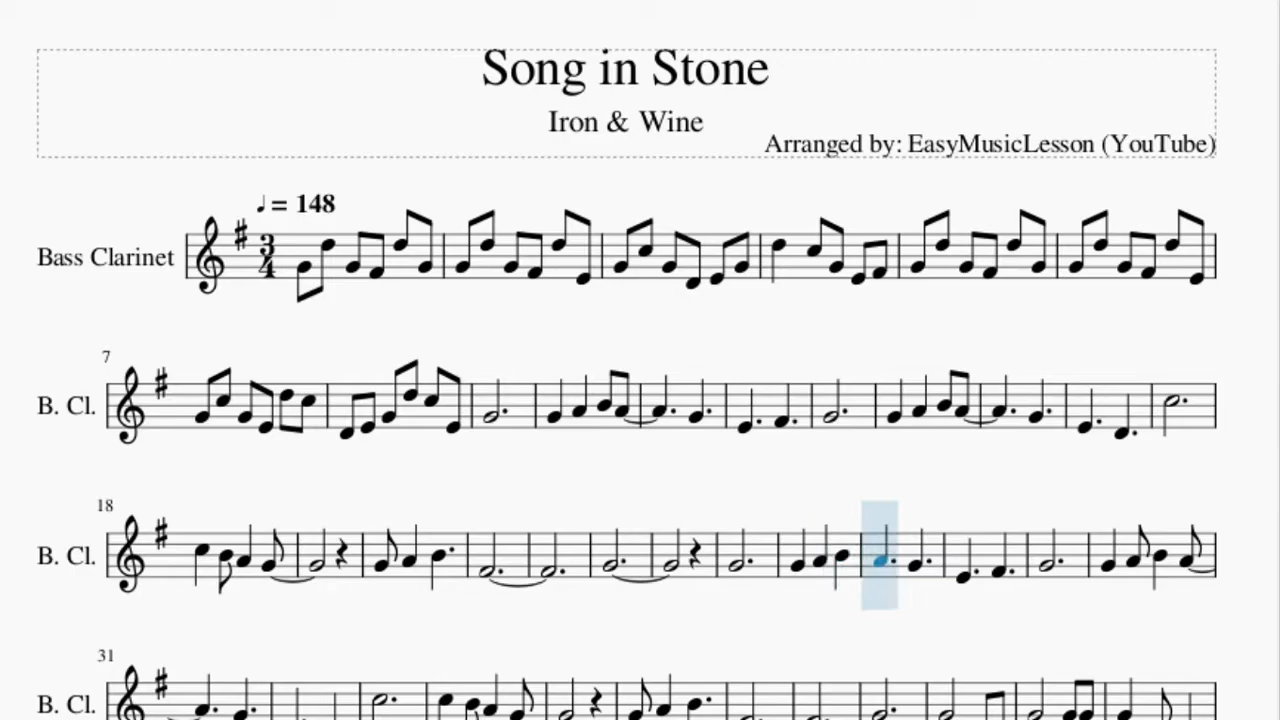 Song in Stone
Iron & Wine
Arranged by: EasyMusicLesson (YouTube)
♩ = 148
Bass Clarinet
3
4
7
B. Cl.
18
B. Cl.
31
B. Cl.